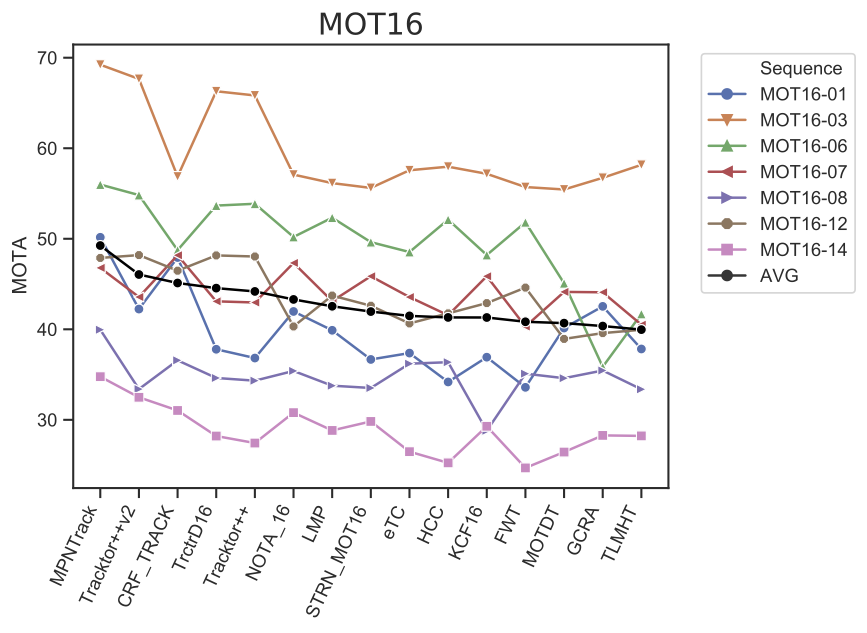 MOT16
70
60
50
40
30
MOTA
MPNTrack
Tracktor++v2
CRF_TRACK
TrctrD16
Tracktor++
NOTA_16
LMP
STRN_MOT16
eTC
HCC
KCF16
FWT
MOTDT
GCRA
TLMHT
Sequence
MOT16-01
MOT16-03
MOT16-06
MOT16-07
MOT16-08
MOT16-12
MOT16-14
AVG